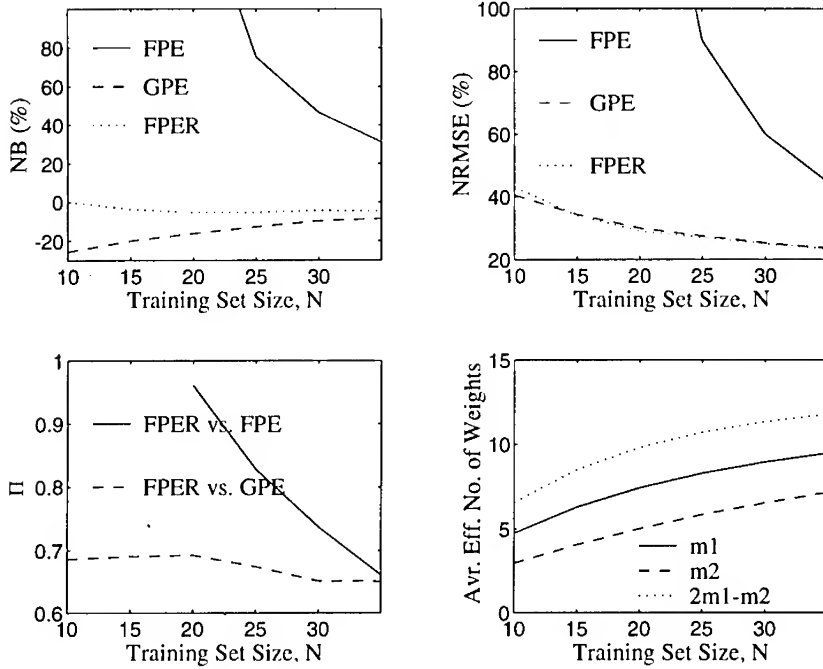 NB (%)
80
60
40
20
0
-20
10 15 20 25 30
Training Set Size, N
FPE
GPE
FPER
NRMSE (%)
100
80
60
40
20
10 15 20 25 30
Training Set Size, N
FPE
GPE
FPER
Π
1
0.9
0.8
0.7
0.6
10 15 20 25 30
Training Set Size, N
FPER vs. FPE
FPER vs. GPE
Avr. Eff. No. of Weights
15
10
5
0
10 15 20 25 30
Training Set Size, N
m1
m2
2m1-m2